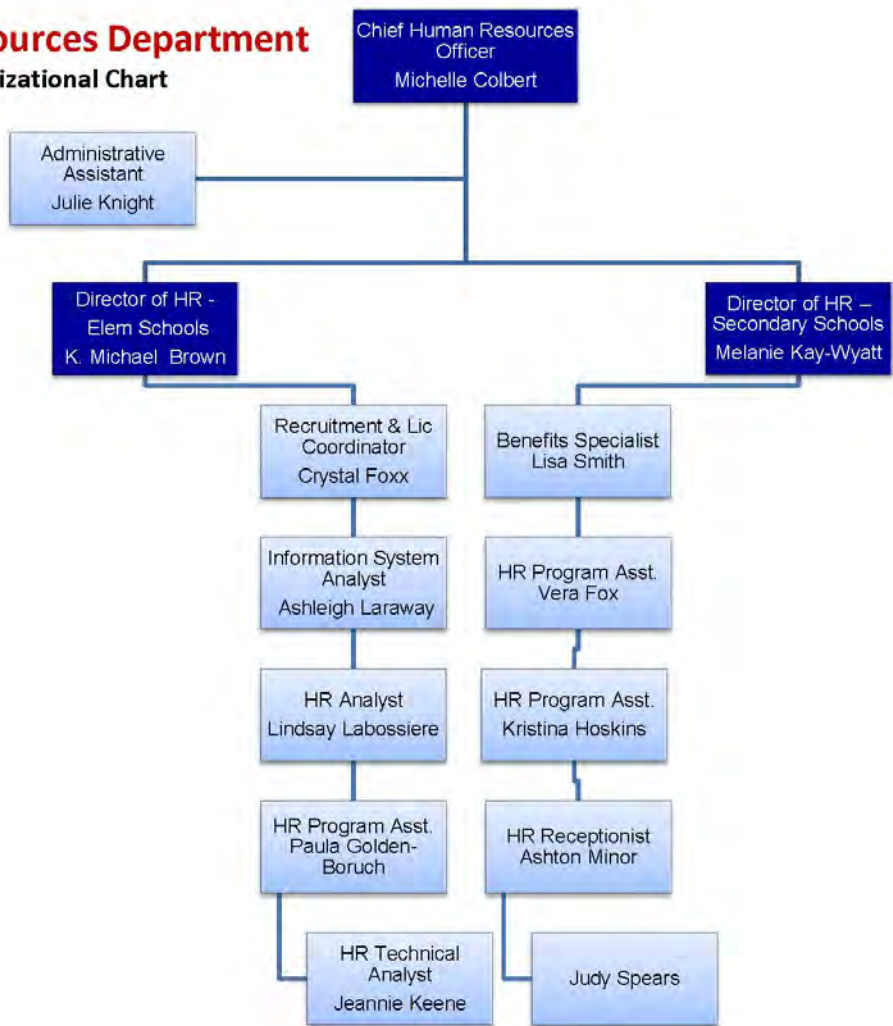 ources Department
izational Chart
Chief Human Resources
Officer
Michelle Colbert
Administrative
Assistant
Julie Knight
Director of HR -
Elem Schools
K. Michael Brown
Director of HR –
Secondary Schools
Melanie Kay-Wyatt
Recruitment & Lic
Coordinator
Crystal Foxx
Benefits Specialist
Lisa Smith
Information System
Analyst
Ashleigh Laraway
HR Program Asst.
Vera Fox
HR Analyst
Lindsay Labossiere
HR Program Asst.
Kristina Hoskins
HR Program Asst.
Paula Golden-
Boruch
HR Receptionist
Ashton Minor
HR Technical
Analyst
Jeannie Keene
Judy Spears